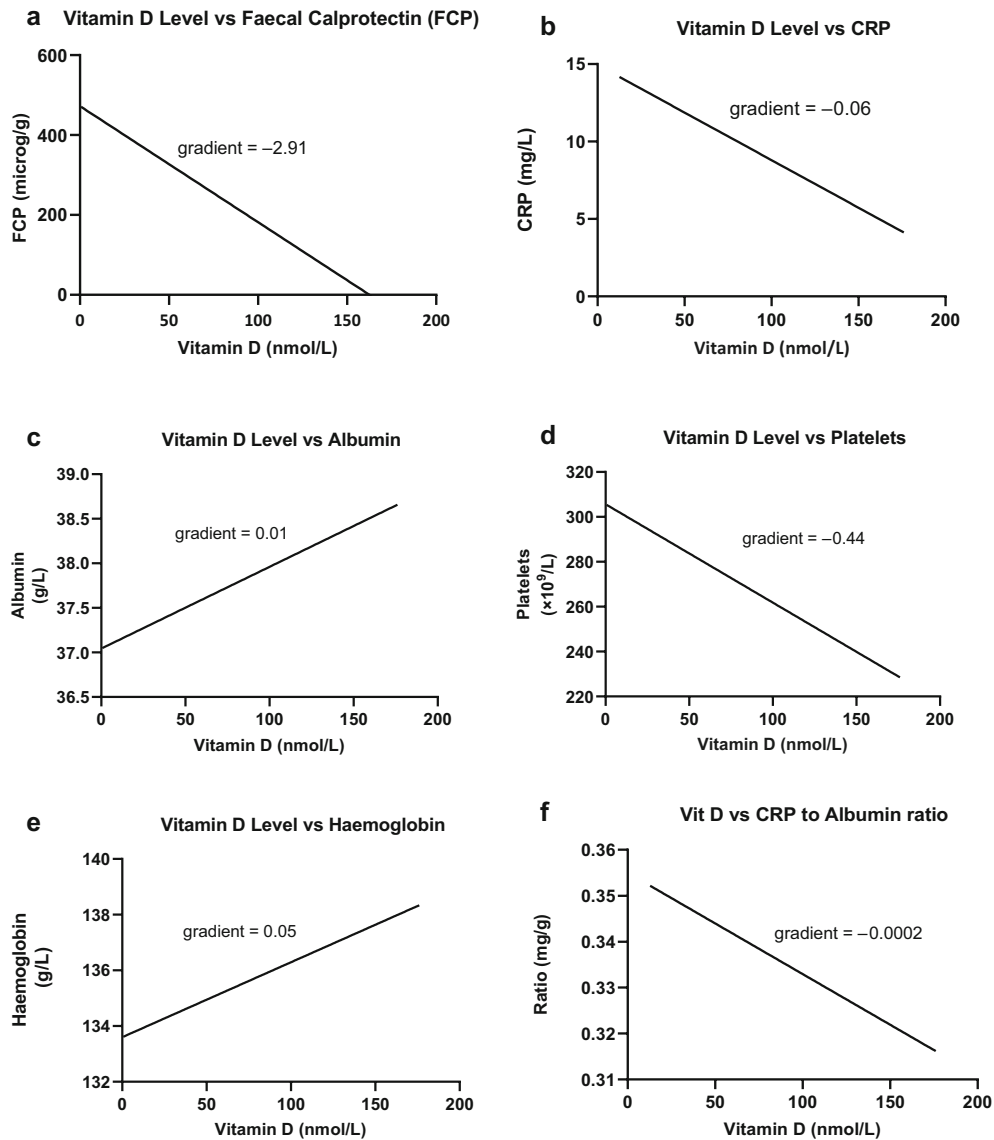 a Vitamin D Level vs Faecal Calprotectin (FCP)
600
400
200
0
FCP (microg/g)
gradient = −2.91
0 50 100 150 200
Vitamin D (nmol/L)
b Vitamin D Level vs CRP
15
10
5
0
CRP (mg/L)
gradient = −0.06
0 50 100 150 200
Vitamin D (nmol/L)
c Vitamin D Level vs Albumin
39.0
38.5
38.0
37.5
37.0
36.5
Albumin
(g/L)
gradient = 0.01
0 50 100 150 200
Vitamin D (nmol/L)
d Vitamin D Level vs Platelets
320
300
280
260
240
220
Platelets
(×10⁹/L)
gradient = −0.44
0 50 100 150 200
Vitamin D (nmol/L)
e Vitamin D Level vs Haemoglobin
140
138
136
134
132
Haemoglobin
(g/L)
gradient = 0.05
0 50 100 150 200
Vitamin D (nmol/L)
f Vit D vs CRP to Albumin ratio
0.36
0.35
0.34
0.33
0.32
0.31
Ratio (mg/g)
gradient = −0.0002
0 50 100 150 200
Vitamin D (nmol/L)